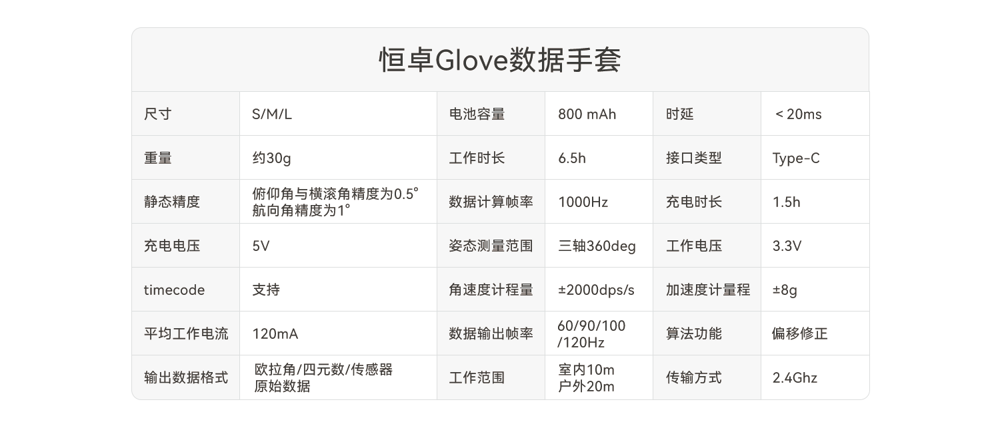 恒卓Glove数据手套
尺寸
S/M/L
电池容量
800 mAh
时延
＜20ms
重量
约30g
工作时长
6.5h
接口类型
Type-C
静态精度
俯仰角与横滚角精度为0.5°
航向角精度为1°
数据计算帧率
1000Hz
充电时长
1.5h
充电电压
5V
姿态测量范围
三轴360deg
工作电压
3.3V
timecode
支持
角速度计程量
±2000dps/s
加速度计量程
±8g
平均工作电流
120mA
数据输出帧率
60/90/100
/120Hz
算法功能
偏移修正
输出数据格式
欧拉角/四元数/传感器
原始数据
工作范围
室内10m
户外20m
传输方式
2.4Ghz